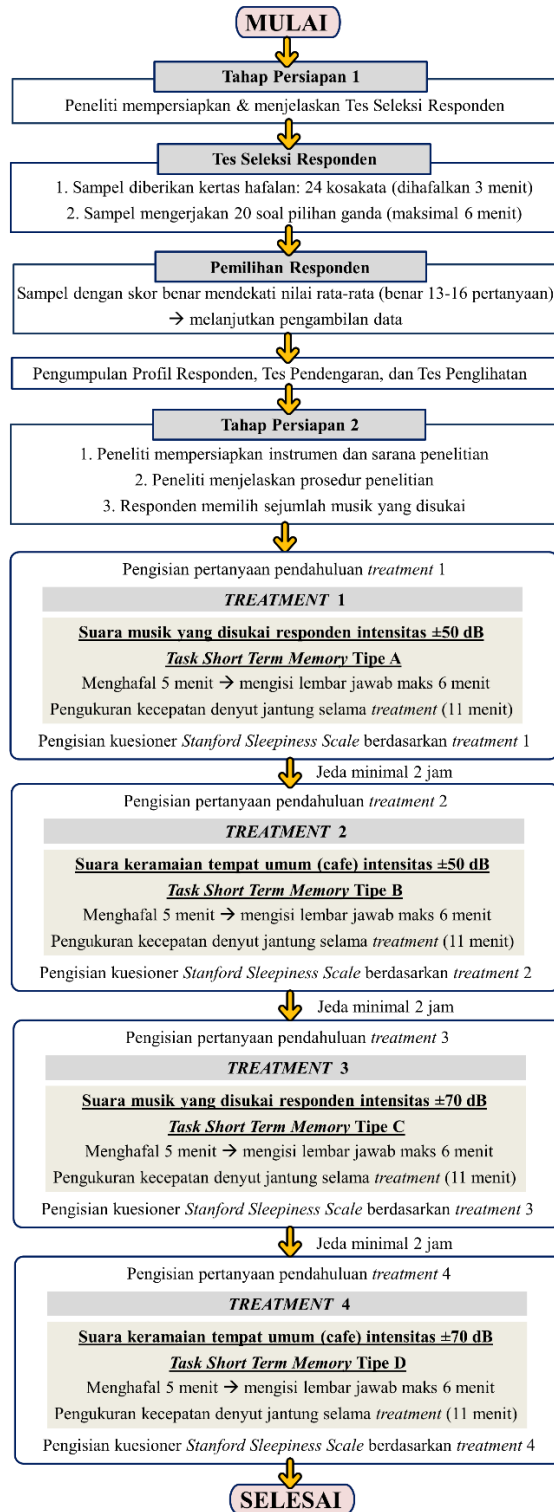 MULAI
Tahap Persiapan 1
Peneliti mempersiapkan & menjelaskan Tes Seleksi Responden
Tes Seleksi Responden
1. Sampel diberikan kertas hafalan: 24 kosakata (dihafalkan 3 menit)
2. Sampel mengerjakan 20 soal pilihan ganda (maksimal 6 menit)
Pemilihan Responden
Sampel dengan skor benar mendekati nilai rata-rata (benar 13-16 pertanyaan)
→ melanjutkan pengambilan data
Pengumpulan Profil Responden, Tes Pendengaran, dan Tes Penglihatan
Tahap Persiapan 2
1. Peneliti mempersiapkan instrumen dan sarana penelitian
2. Peneliti menjelaskan prosedur penelitian
3. Responden memilih sejumlah musik yang disukai
Pengisian pertanyaan pendahuluan treatment 1
TREATMENT 1
Suara musik yang disukai responden intensitas ±50 dB
Task Short Term Memory Tipe A
Menghafal 5 menit → mengisi lembar jawab maks 6 menit
Pengukuran kecepatan denyut jantung selama treatment (11 menit)
Pengisian kuesioner Stanford Sleepiness Scale berdasarkan treatment 1
Jeda minimal 2 jam
Pengisian pertanyaan pendahuluan treatment 2
TREATMENT 2
Suara keramaian tempat umum (cafe) intensitas ±50 dB
Task Short Term Memory Tipe B
Menghafal 5 menit → mengisi lembar jawab maks 6 menit
Pengukuran kecepatan denyut jantung selama treatment (11 menit)
Pengisian kuesioner Stanford Sleepiness Scale berdasarkan treatment 2
Jeda minimal 2 jam
Pengisian pertanyaan pendahuluan treatment 3
TREATMENT 3
Suara musik yang disukai responden intensitas ±70 dB
Task Short Term Memory Tipe C
Menghafal 5 menit → mengisi lembar jawab maks 6 menit
Pengukuran kecepatan denyut jantung selama treatment (11 menit)
Pengisian kuesioner Stanford Sleepiness Scale berdasarkan treatment 3
Jeda minimal 2 jam
Pengisian pertanyaan pendahuluan treatment 4
TREATMENT 4
Suara keramaian tempat umum (cafe) intensitas ±70 dB
Task Short Term Memory Tipe D
Menghafal 5 menit → mengisi lembar jawab maks 6 menit
Pengukuran kecepatan denyut jantung selama treatment (11 menit)
Pengisian kuesioner Stanford Sleepiness Scale berdasarkan treatment 4
SELESAI